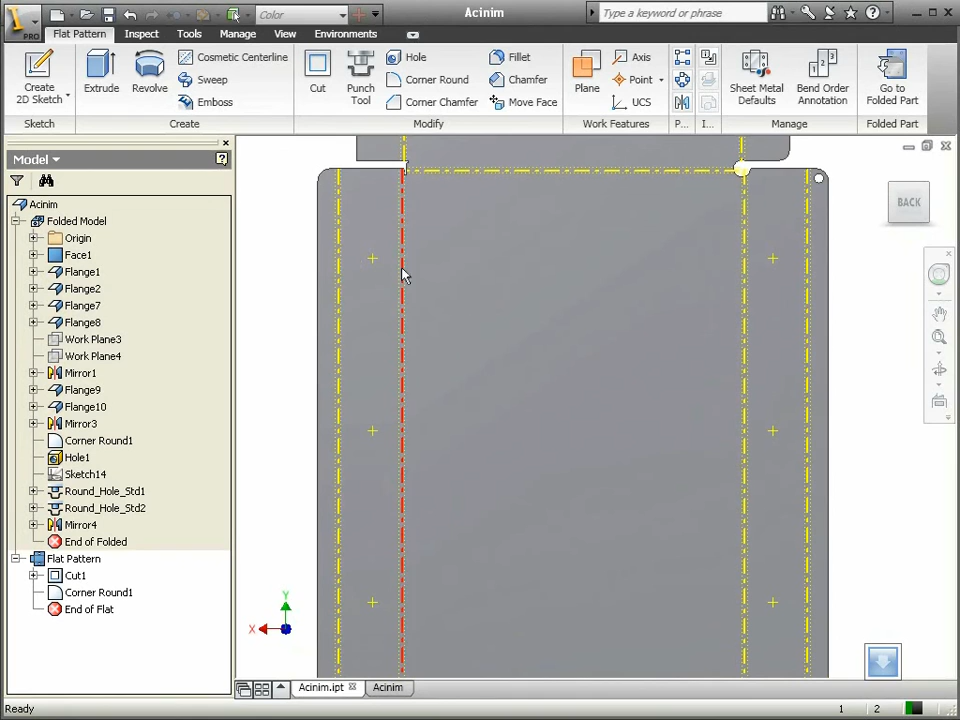 PRO
Color
Acinim
Type a keyword or phrase
Flat Pattern Inspect Tools Manage View Environments
Create
2D Sketch
Extrude
Revolve
Cosmetic Centerline
Sweep
Emboss
Cut
Punch
Tool
Hole
Corner Round
Corner Chamfer
Fillet
Chamfer
Move Face
Plane
Axis
Point
UCS
Sheet Metal
Defaults
Bend Order
Annotation
Go to
Folded Part
Sketch Create Modify Work Features P... I... Manage Folded Part
Model
Acinim
Folded Model
Origin
Face1
Flange1
Flange2
Flange7
Flange8
Work Plane3
Work Plane4
Mirror1
Flange9
Flange10
Mirror3
Corner Round1
Hole1
Sketch14
Round_Hole_Std1
Round_Hole_Std2
Mirror4
End of Folded
Flat Pattern
Cut1
Corner Round1
End of Flat
BACK
Y
X
Acinim.ipt Acinim
Ready 1 2